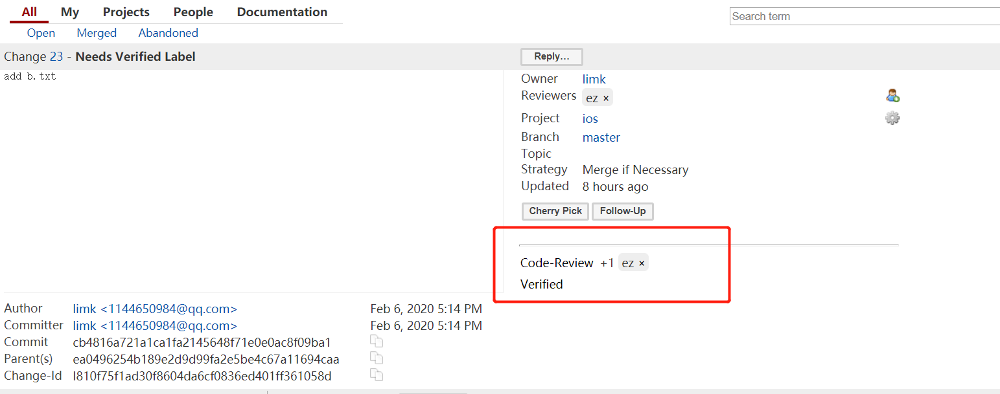 All My Projects People Documentation
Search term
Open Merged Abandoned
Change 23 - Needs Verified Label
Reply…
add b.txt
Owner limk
Reviewers ez ×
Project ios
Branch master
Topic
Strategy Merge if Necessary
Updated 8 hours ago
Cherry Pick Follow-Up
Code-Review +1 ez ×
Verified
Author limk <1144650984@qq.com> Feb 6, 2020 5:14 PM
Committer limk <1144650984@qq.com> Feb 6, 2020 5:14 PM
Commit cb4816a721a1ca1fa2145648f71e0e0ac8f09ba1
Parent(s) ea0496254b189e2d9d99fa2e5be4c67a11694caa
Change-Id I810f75f1ad30f8604da6cf0836ed401ff361058d